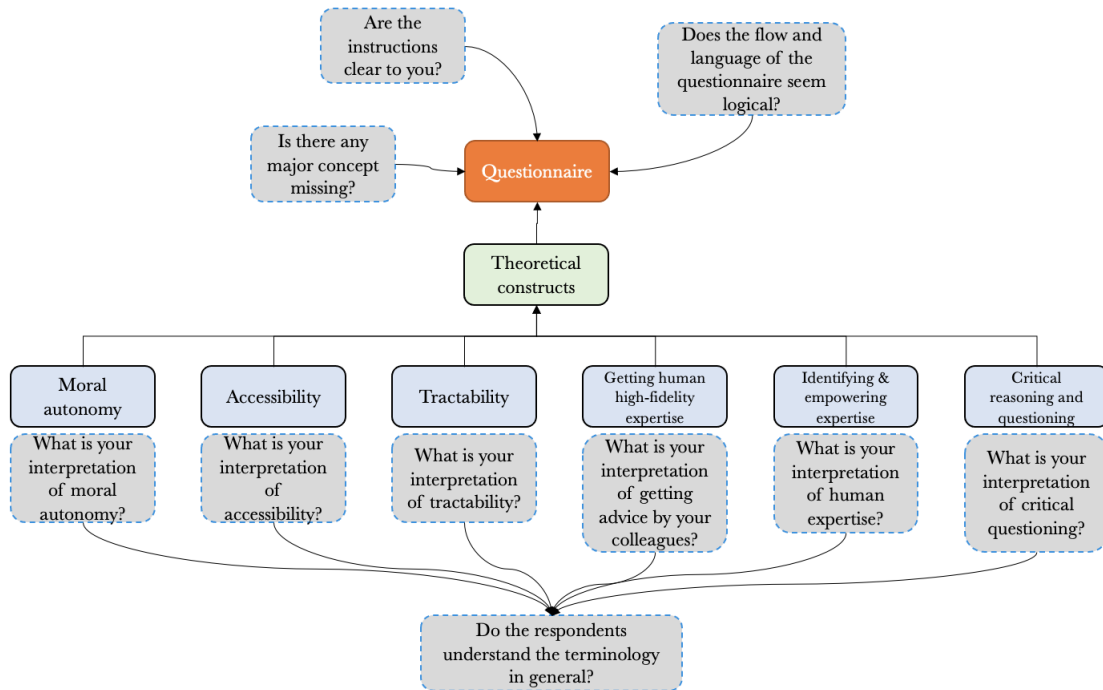 Are the
instructions
clear to you?
Does the flow and
language of the
questionnaire seem
logical?
Is there any
major concept
missing?
Questionnaire
Theoretical
constructs
Moral
autonomy
Accessibility
Tractability
Getting human
high-fidelity
expertise
Identifying &
empowering
expertise
Critical
reasoning and
questioning
What is your
interpretation
of moral
autonomy?
What is your
interpretation
of
accessibility?
What is your
interpretation
of tractability?
What is your
interpretation
of getting
advice by your
colleagues?
What is your
interpretation
of human
expertise?
What is your
interpretation
of critical
questioning?
Do the respondents
understand the terminology
in general?